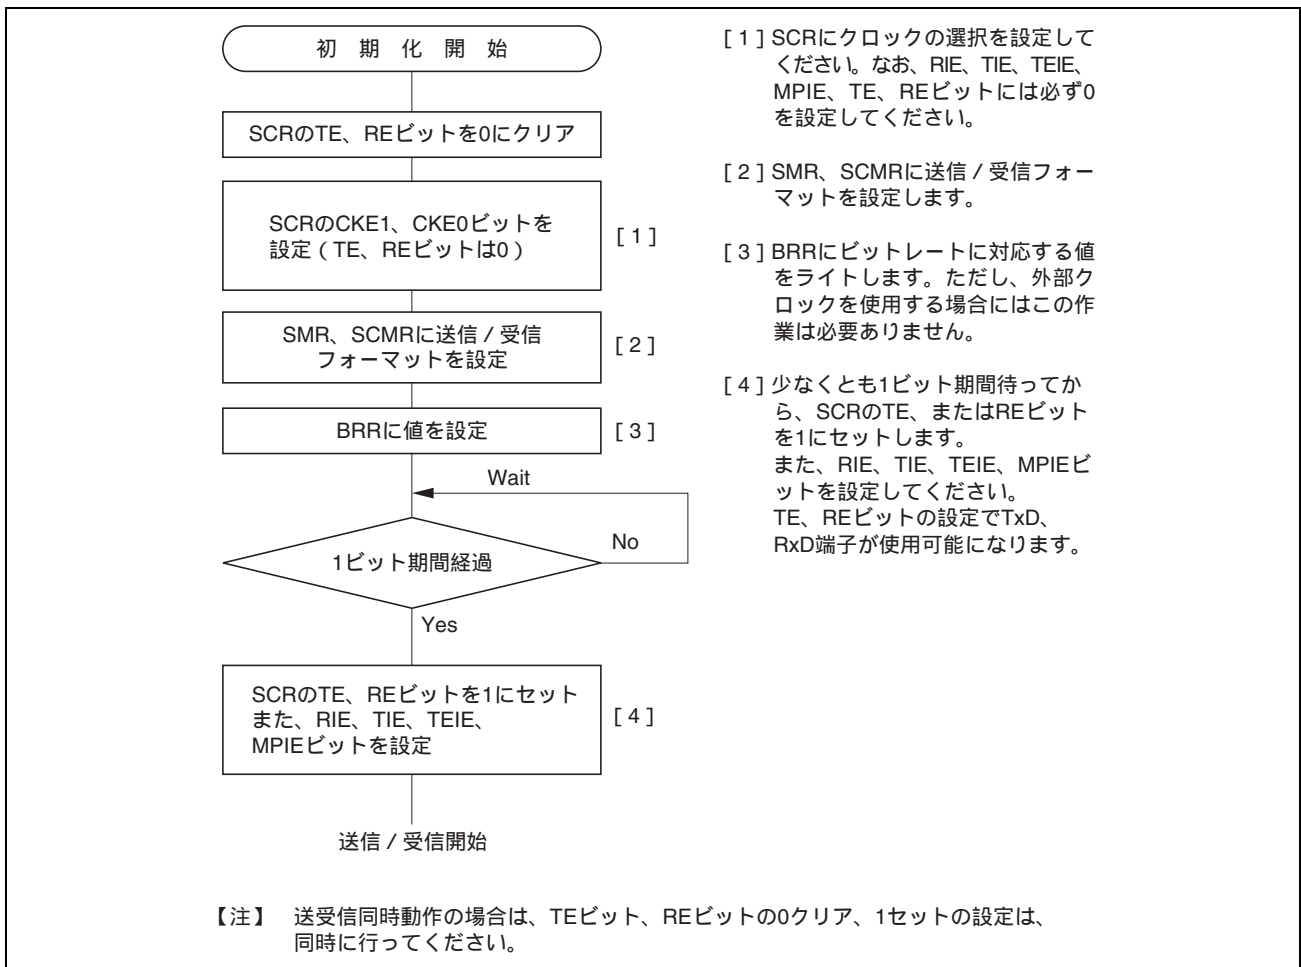 初 期 化 開 始
SCRのTE、REビットを0にクリア
SCRのCKE1、CKE0ビットを
設定（TE、REビットは0）
[ 1 ]
SMR、SCMRに送信 / 受信
フォーマットを設定
[ 2 ]
BRRに値を設定
[ 3 ]
Wait
1ビット期間経過
No
Yes
SCRのTE、REビットを1にセット
また、RIE、TIE、TEIE、
MPIEビットを設定
[ 4 ]
送信 / 受信開始
[ 1 ] SCRにクロックの選択を設定して
ください。なお、RIE、TIE、TEIE、
MPIE、TE、REビットには必ず0
を設定してください。
[ 2 ] SMR、SCMRに送信 / 受信フォー
マットを設定します。
[ 3 ] BRRにビットレートに対応する値
をライトします。ただし、外部ク
ロックを使用する場合にはこの作
業は必要ありません。
[ 4 ] 少なくとも1ビット期間待ってか
ら、SCRのTE、またはREビット
を1にセットします。
また、RIE、TIE、TEIE、MPIEビ
ットを設定してください。
TE、REビットの設定でTxD、
RxD端子が使用可能になります。
【注】 送受信同時動作の場合は、TEビット、REビットの0クリア、1セットの設定は、
同時に行ってください。